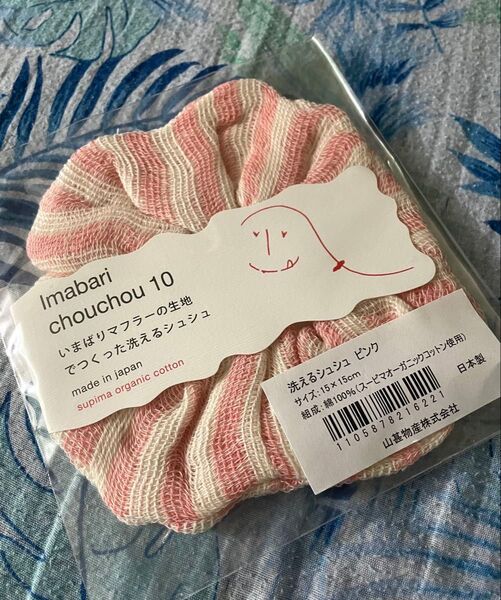 Imabari
chouchou 10
いまばりマフラーの生地
でつくった洗えるシュシュ
made in japan
supima organic cotton
洗えるシュシュ ピンク
サイズ:15×15cm
組成:綿100%(スーピマオーガニックコットン使用)
1105878216221
日本製
山甚物産株式会社